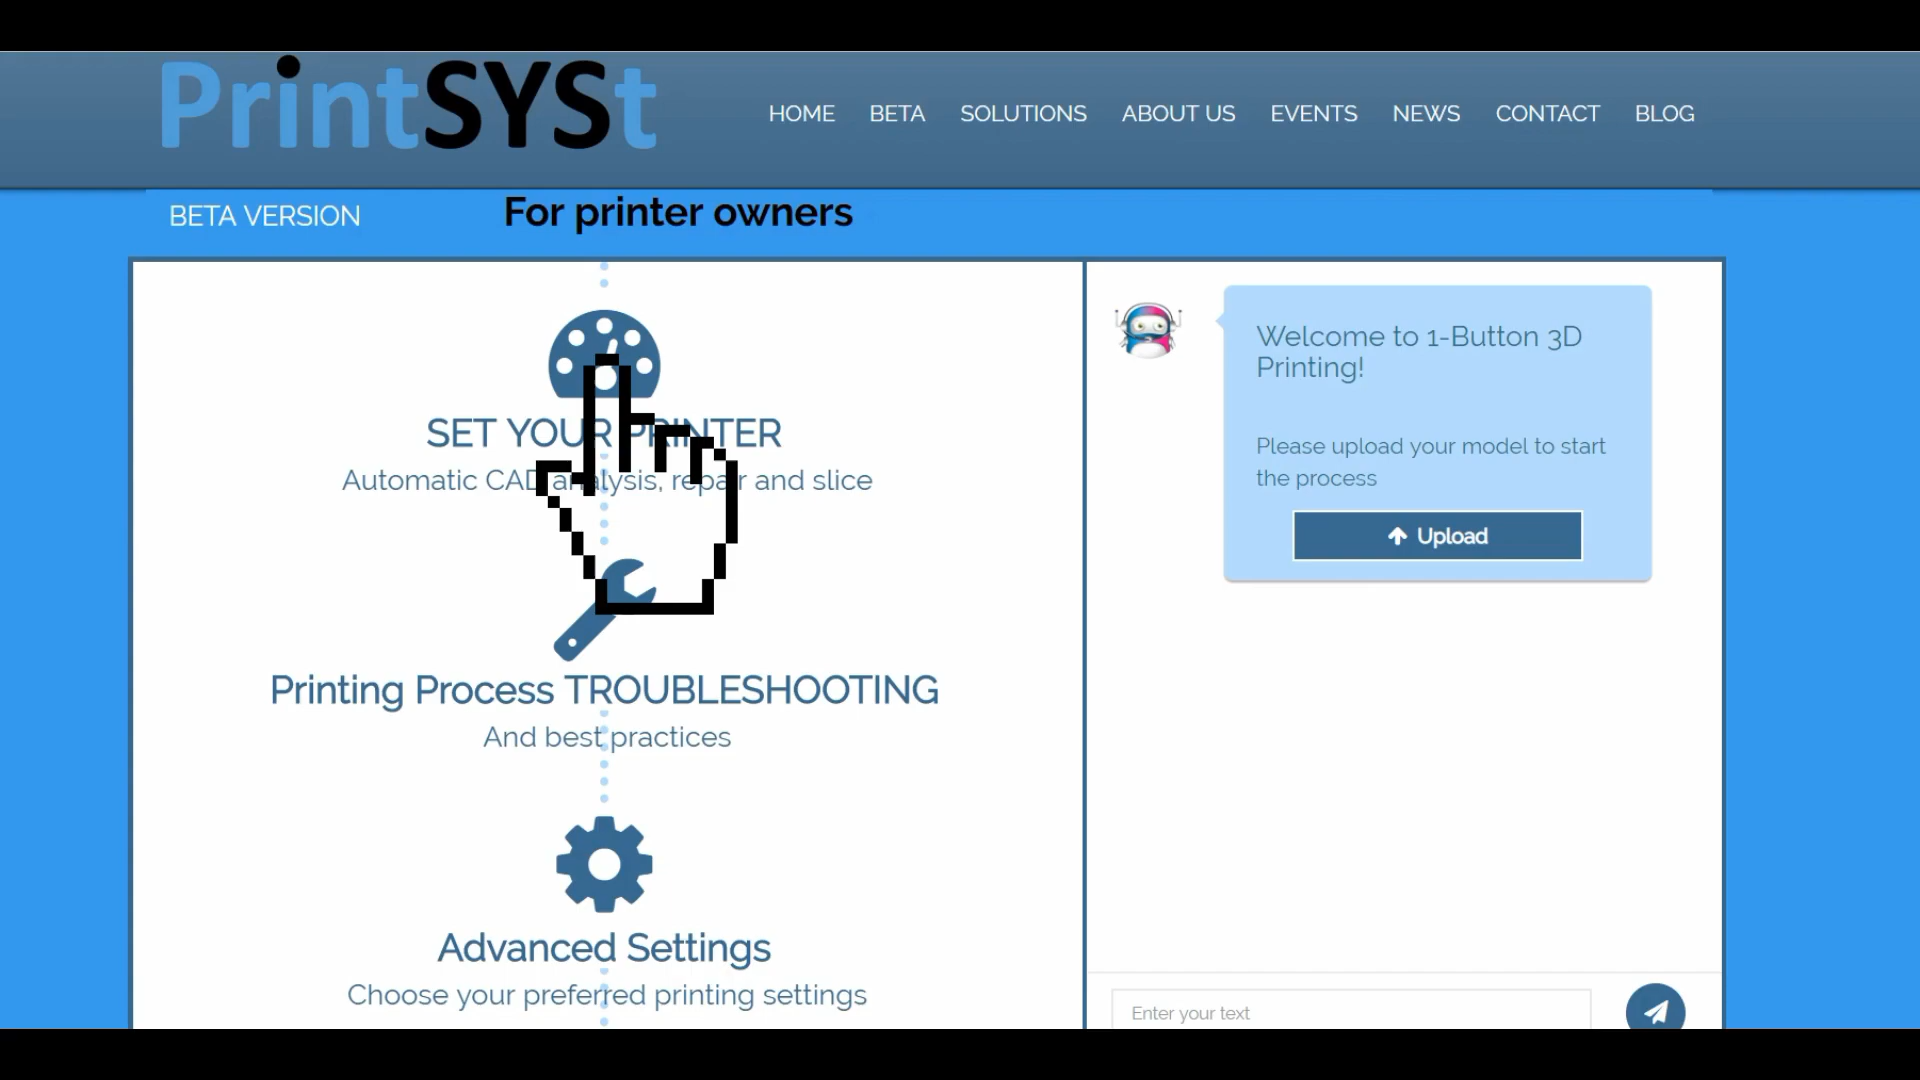 PrintSYSt
HOME BETA SOLUTIONS ABOUT US EVENTS NEWS CONTACT BLOG
BETA VERSION
For printer owners
SET YOUR PRINTER
Automatic CAD analysis, repair and slice
Printing Process TROUBLESHOOTING
And best practices
Advanced Settings
Choose your preferred printing settings
Welcome to 1-Button 3D
Printing!
Please upload your model to start
the process
Upload
Enter your text